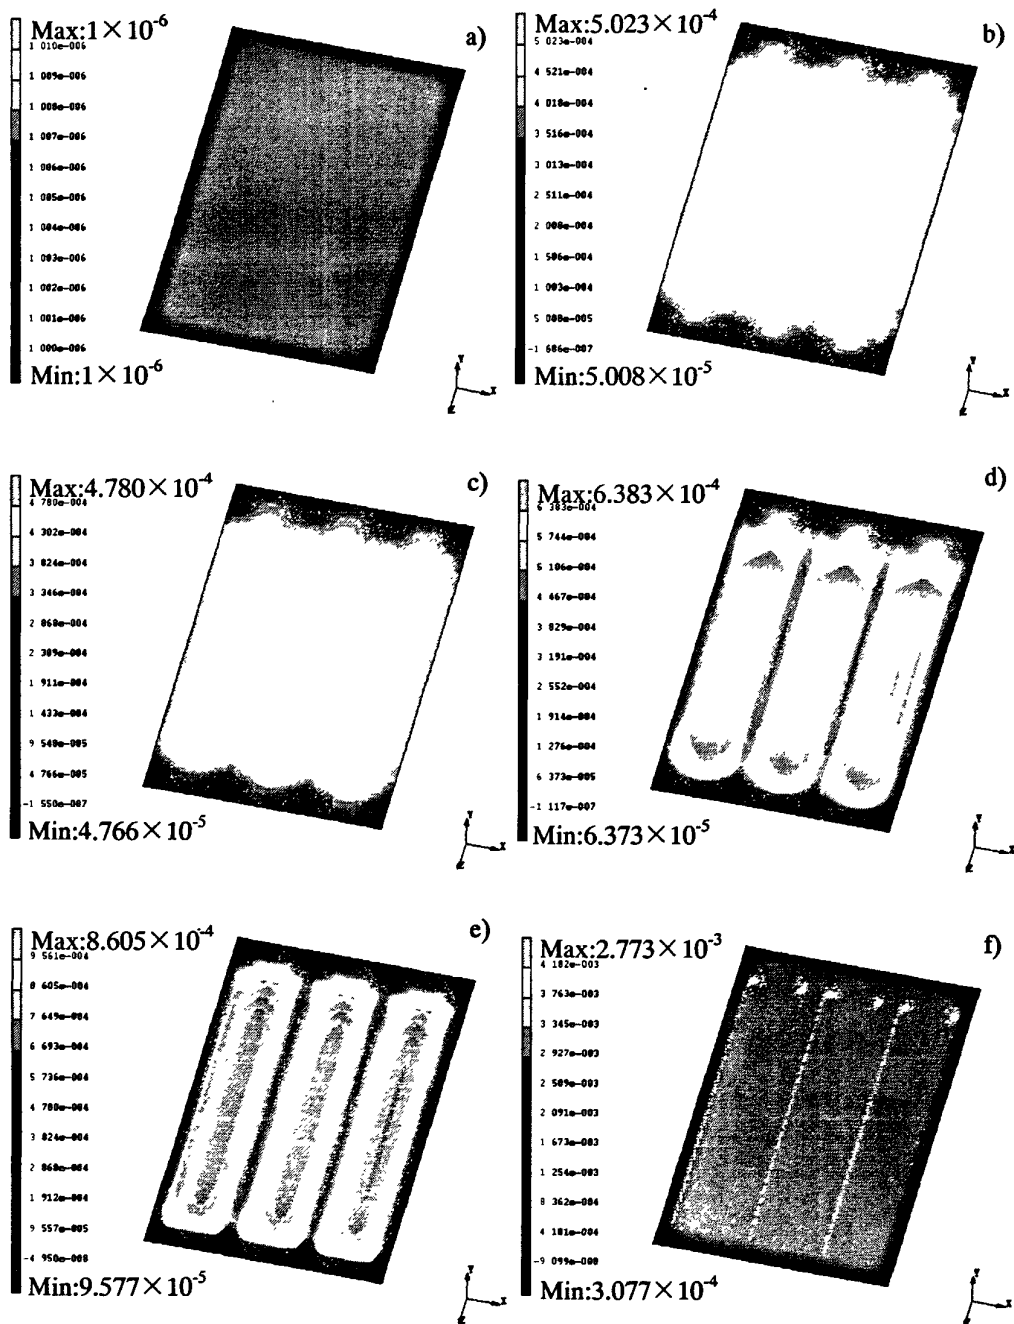 Max:1×10-6
a)
1 010e-006
1 009e-006
1 008e-006
1 007e-006
1 006e-006
1 005e-006
1 004e-006
1 003e-006
1 002e-006
1 001e-006
1 000e-006
Min:1×10-6
Y
X
Z
Max:5.023×10-4
b)
5 023e-004
4 521e-004
4 018e-004
3 516e-004
3 013e-004
2 511e-004
2 008e-004
1 506e-004
1 003e-004
5 008e-005
-1 686e-007
Min:5.008×10-5
Y
X
Z
Max:4.780×10-4
c)
4 780e-004
4 302e-004
3 824e-004
3 346e-004
2 868e-004
2 389e-004
1 911e-004
1 433e-004
9 548e-005
4 766e-005
-1 550e-007
Min:4.766×10-5
Y
X
Z
Max:6.383×10-4
d)
6 383e-004
5 744e-004
5 106e-004
4 467e-004
3 829e-004
3 191e-004
2 552e-004
1 914e-004
1 276e-004
6 373e-005
-1 117e-007
Min:6.373×10-5
Y
X
Z
Max:8.605×10-4
e)
9 561e-004
8 605e-004
7 649e-004
6 693e-004
5 736e-004
4 780e-004
3 824e-004
2 868e-004
1 912e-004
9 557e-005
-4 950e-008
Min:9.577×10-5
Y
X
Z
Max:2.773×10-3
f)
4 182e-003
3 763e-003
3 345e-003
2 927e-003
2 509e-003
2 091e-003
1 673e-003
1 254e-003
8 362e-004
4 181e-004
-9 099e-008
Min:3.077×10-4
Y
X
Z